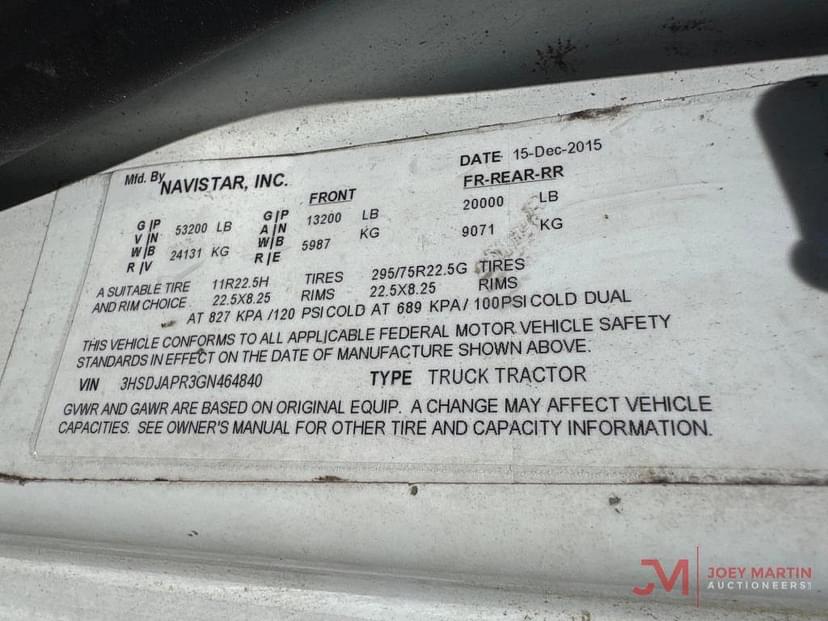 Mfd. By NAVISTAR, INC. DATE 15-Dec-2015
FRONT FR-REAR-RR
G|P V|N W|B R|V 53200 LB 24131 KG G|P A|N W|B R|E 13200 LB 5987 KG 20000 LB 9071 KG
A SUITABLE TIRE 11R22.5H TIRES 295/75R22.5G TIRES
AND RIM CHOICE 22.5X8.25 RIMS 22.5X8.25 RIMS
AT 827 KPA /120 PSI COLD AT 689 KPA / 100PSI COLD DUAL
THIS VEHICLE CONFORMS TO ALL APPLICABLE FEDERAL MOTOR VEHICLE SAFETY
STANDARDS IN EFFECT ON THE DATE OF MANUFACTURE SHOWN ABOVE.
VIN 3HSDJAPR3GN464840 TYPE TRUCK TRACTOR
GVWR AND GAWR ARE BASED ON ORIGINAL EQUIP. A CHANGE MAY AFFECT VEHICLE
CAPACITIES. SEE OWNER'S MANUAL FOR OTHER TIRE AND CAPACITY INFORMATION.
JM JOEY MARTIN
AUCTIONEERS